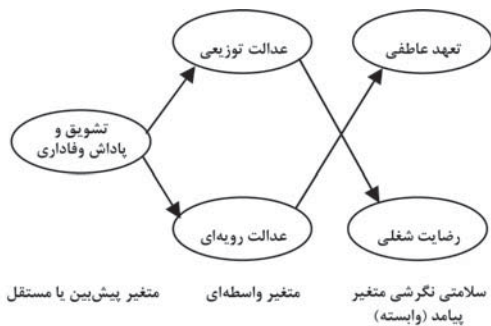 عدالت توزیعی
تعهد عاطفی
تشویق و
پاداش وفاداری
عدالت رویه‌ای
رضایت شغلی
سلامتی نگرشی متغیر
پیامد (وابسته)
متغیر واسطه‌ای
متغیر پیش‌بین یا مستقل